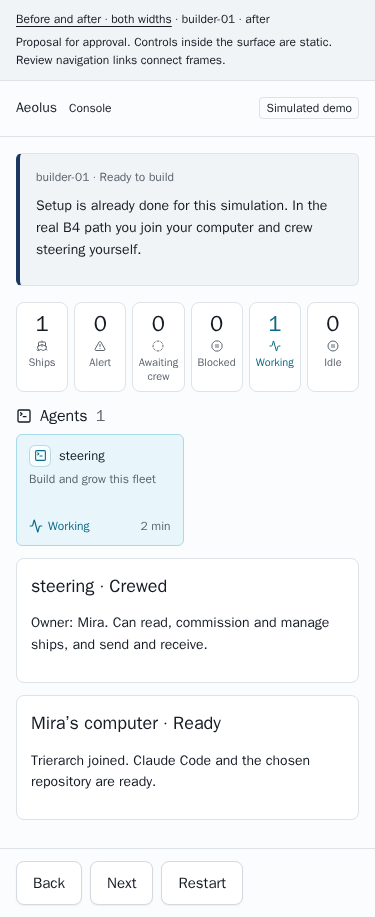 Before and after · both widths · builder-01 · after
Proposal for approval. Controls inside the surface are static.
Review navigation links connect frames.
Aeolus Console Simulated demo
builder-01 · Ready to build
Setup is already done for this simulation. In the
real B4 path you join your computer and crew
steering yourself.
1 0 0 0 1 0
Ships Alert Awaiting crew Blocked Working Idle
Agents 1
steering
Build and grow this fleet
Working 2 min
steering · Crewed
Owner: Mira. Can read, commission and manage
ships, and send and receive.
Mira's computer · Ready
Trierarch joined. Claude Code and the chosen
repository are ready.
Back Next Restart